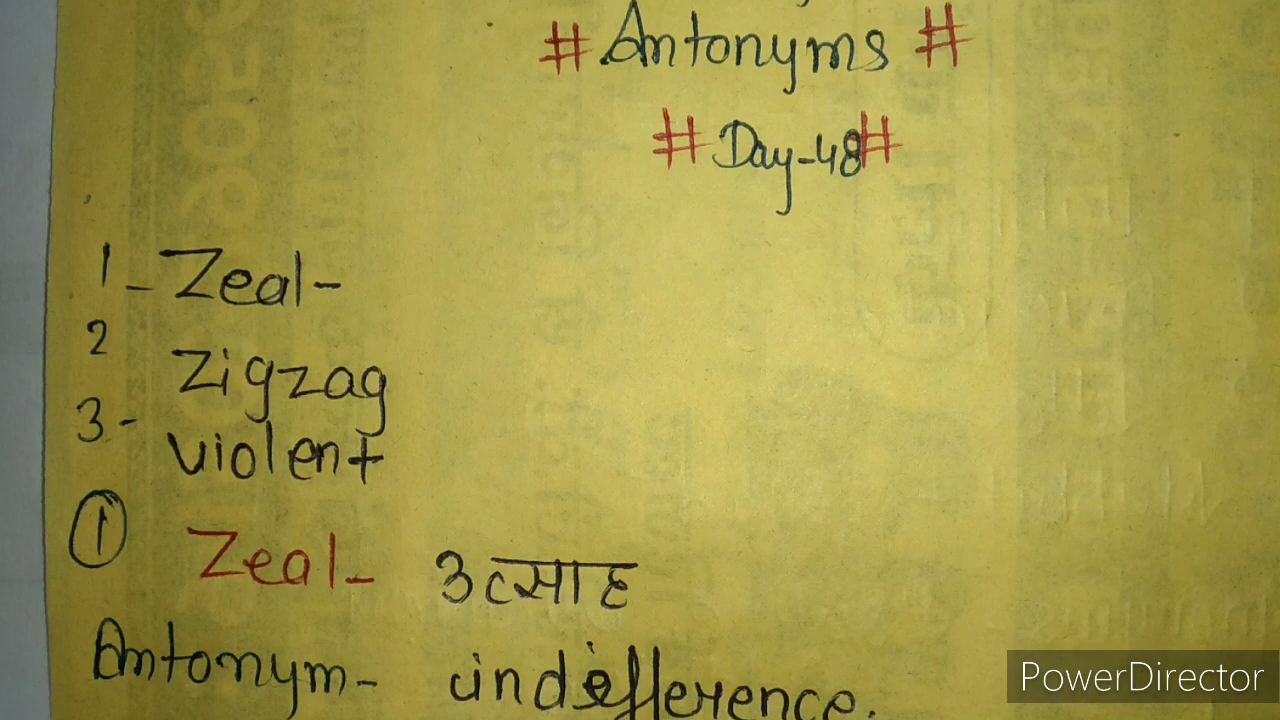 # Antonyms #
# Day-48 #
1 - Zeal -
2 Zigzag
3 - violent
① Zeal - उत्साह
Antonym - indifference.
PowerDirector